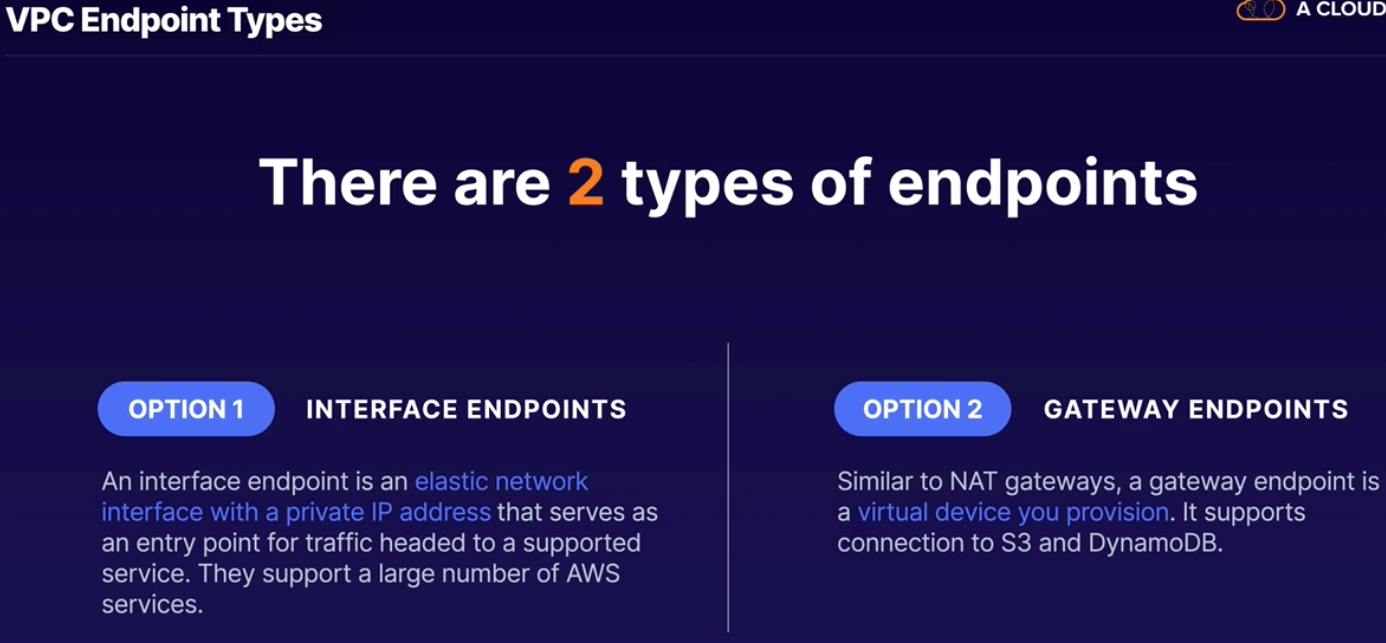 VPC Endpoint Types
A CLOUD
There are 2 types of endpoints
OPTION 1 INTERFACE ENDPOINTS
An interface endpoint is an elastic network
interface with a private IP address that serves as
an entry point for traffic headed to a supported
service. They support a large number of AWS
services.
OPTION 2 GATEWAY ENDPOINTS
Similar to NAT gateways, a gateway endpoint is
a virtual device you provision. It supports
connection to S3 and DynamoDB.